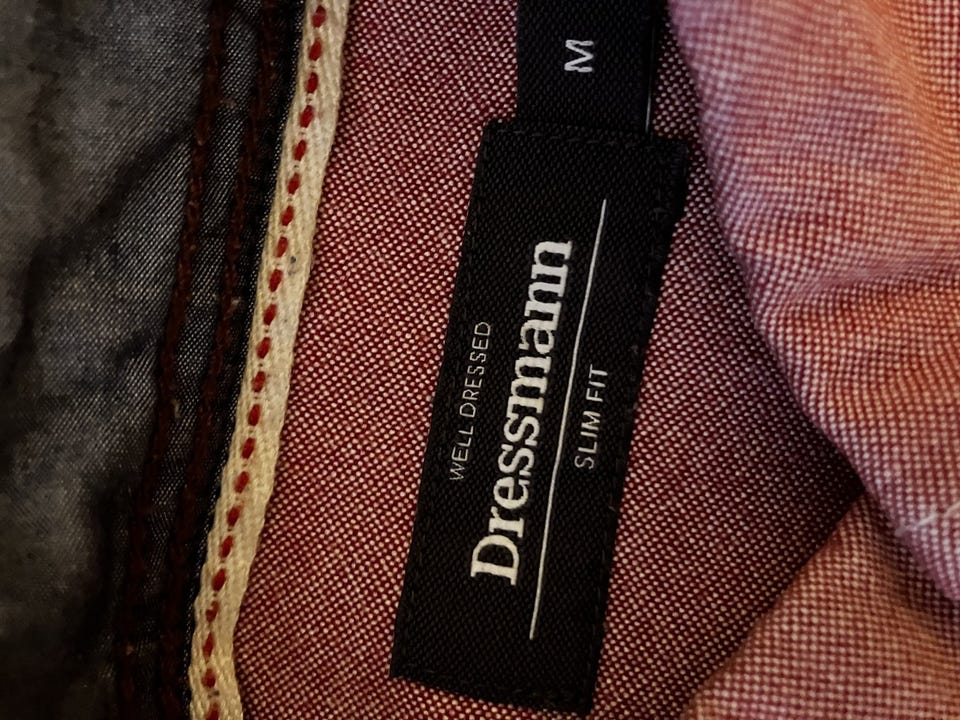 M
WELL DRESSED
Dressmann
SLIM FIT